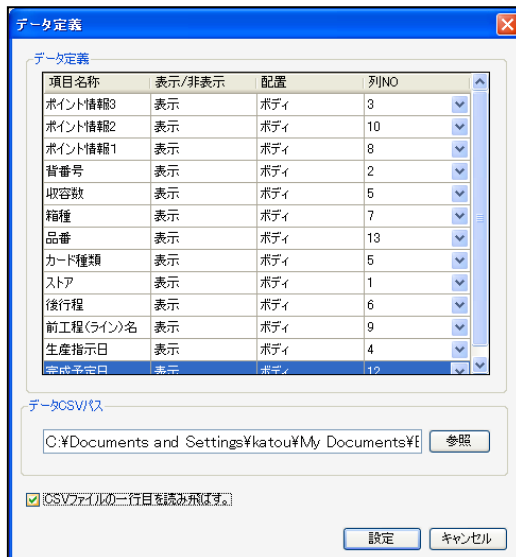 データ定義
データ定義
項目名称 表示/非表示 配置 列NO
ポイント情報3 表示 ボディ 3
ポイント情報2 表示 ボディ 10
ポイント情報1 表示 ボディ 8
背番号 表示 ボディ 2
収容数 表示 ボディ 5
箱種 表示 ボディ 7
品番 表示 ボディ 13
カード種類 表示 ボディ 5
ストア 表示 ボディ 1
後行程 表示 ボディ 6
前工程(ライン)名 表示 ボディ 9
生産指示日 表示 ボディ 4
完成予定日 表示 ボディ 12
データCSVパス
C:¥Documents and Settings¥katou¥My Documents¥E 参照
CSVファイルの一行目を読み飛ばす。
設定 キャンセル